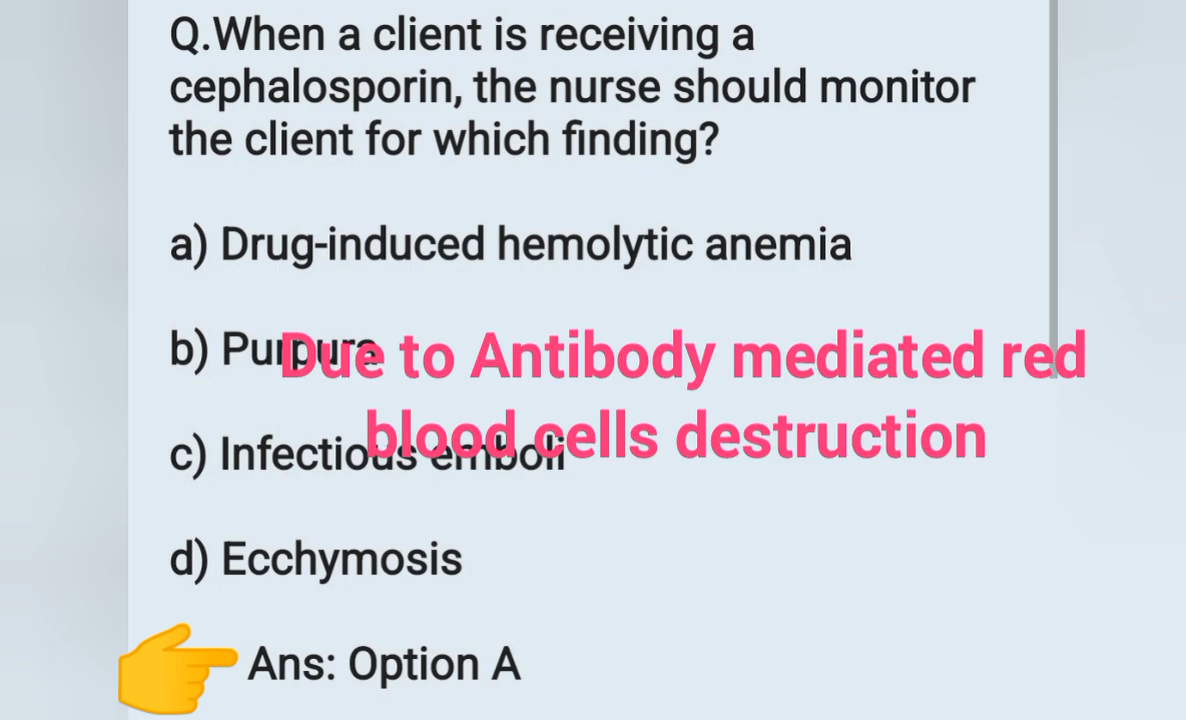 Q.When a client is receiving a
cephalosporin, the nurse should monitor
the client for which finding?
a) Drug-induced hemolytic anemia
b) Purpura
Due to Antibody mediated red
blood cells destruction
c) Infectious emboli
d) Ecchymosis
Ans: Option A